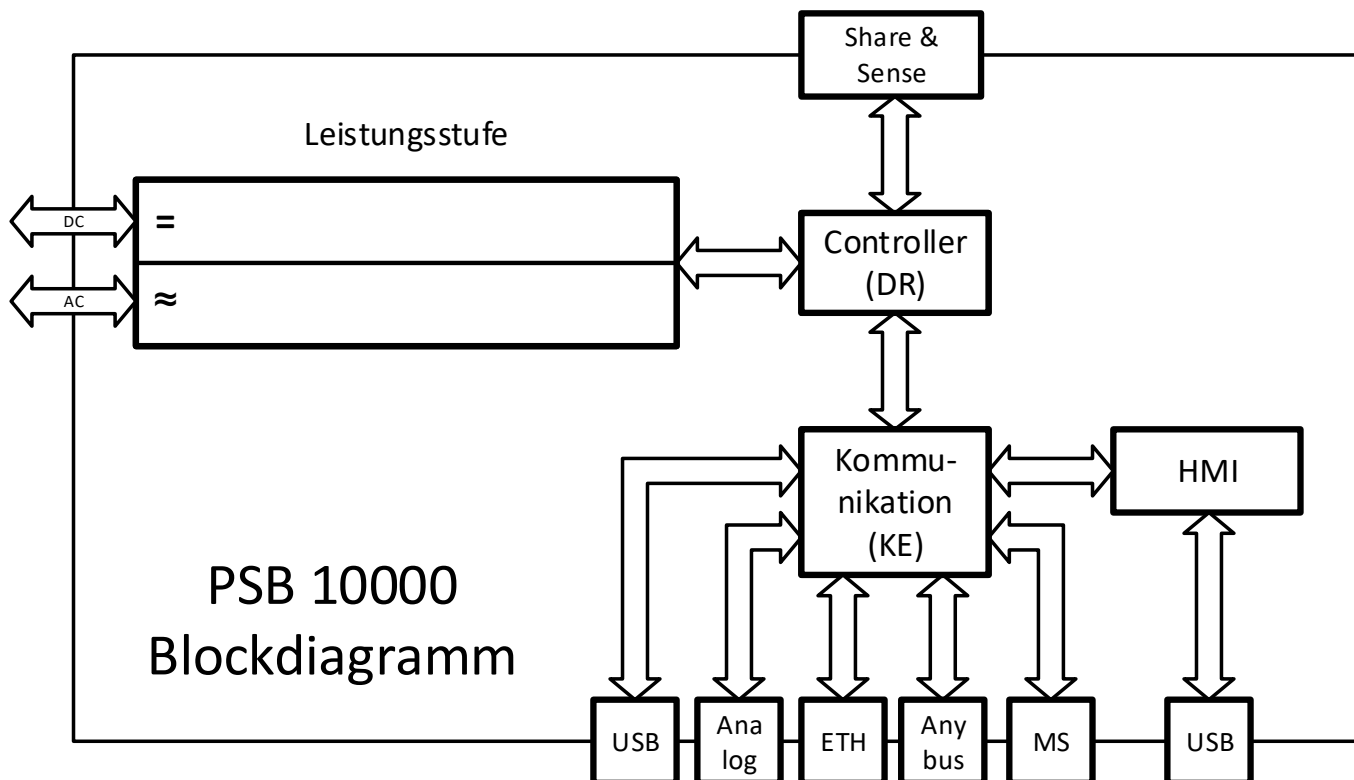 Share &
Sense
Leistungsstufe
DC
=
Controller
(DR)
AC
≈
Kommu-
nikation
(KE)
HMI
PSB 10000
Blockdiagramm
USB
Ana
log
ETH
Any
bus
MS
USB